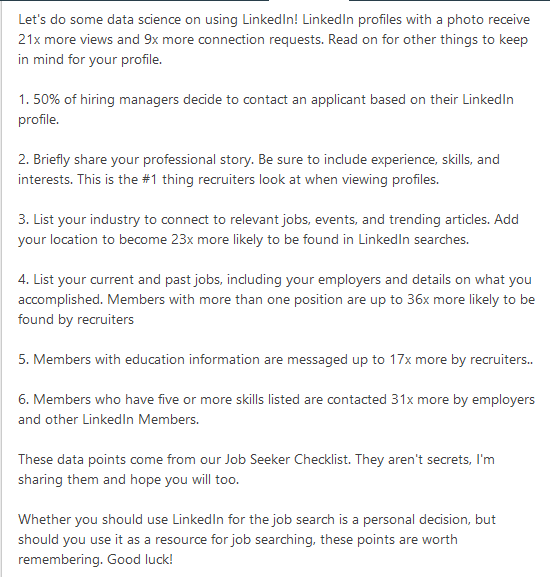 Let's do some data science on using LinkedIn! LinkedIn profiles with a photo receive
21x more views and 9x more connection requests. Read on for other things to keep
in mind for your profile.
1. 50% of hiring managers decide to contact an applicant based on their LinkedIn
profile.
2. Briefly share your professional story. Be sure to include experience, skills, and
interests. This is the #1 thing recruiters look at when viewing profiles.
3. List your industry to connect to relevant jobs, events, and trending articles. Add
your location to become 23x more likely to be found in LinkedIn searches.
4. List your current and past jobs, including your employers and details on what you
accomplished. Members with more than one position are up to 36x more likely to be
found by recruiters
5. Members with education information are messaged up to 17x more by recruiters..
6. Members who have five or more skills listed are contacted 31x more by employers
and other LinkedIn Members.
These data points come from our Job Seeker Checklist. They aren't secrets, I'm
sharing them and hope you will too.
Whether you should use LinkedIn for the job search is a personal decision, but
should you use it as a resource for job searching, these points are worth
remembering. Good luck!